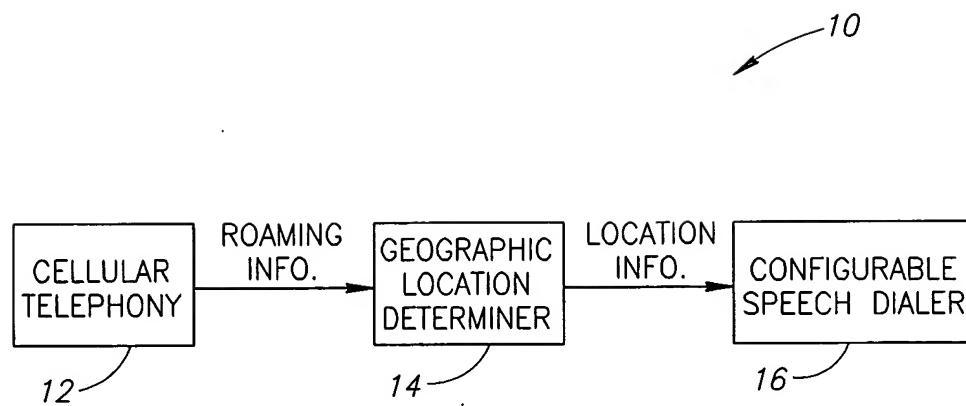 10
ROAMING
INFO.
LOCATION
INFO.
CELLULAR
TELEPHONY
GEOGRAPHIC
LOCATION
DETERMINER
CONFIGURABLE
SPEECH DIALER
12
14
16